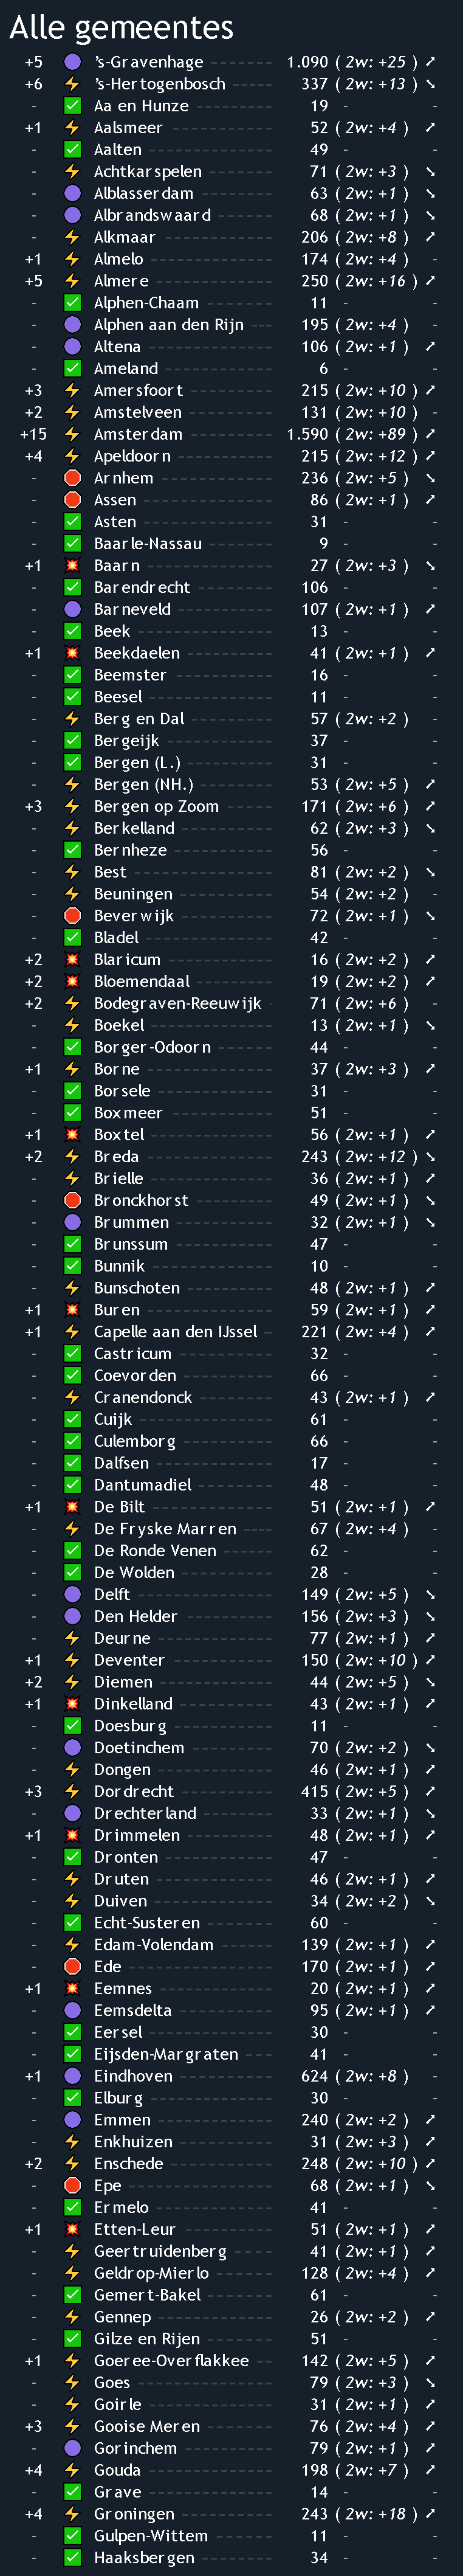 Alle gemeentes
+5 's-Gravenhage 1.090 ( 2w: +25 ) ↗
+6 's-Hertogenbosch 337 ( 2w: +13 ) ↘
- Aa en Hunze 19 - -
+1 Aalsmeer 52 ( 2w: +4 ) ↗
- Aalten 49 - -
- Achtkarspelen 71 ( 2w: +3 ) ↘
- Alblasserdam 63 ( 2w: +1 ) ↘
- Albrandswaard 68 ( 2w: +1 ) ↘
- Alkmaar 206 ( 2w: +8 ) ↗
+1 Almelo 174 ( 2w: +4 ) -
+5 Almere 250 ( 2w: +16 ) ↗
- Alphen-Chaam 11 - -
- Alphen aan den Rijn 195 ( 2w: +4 ) -
- Altena 106 ( 2w: +1 ) ↗
- Ameland 6 - -
+3 Amersfoort 215 ( 2w: +10 ) ↗
+2 Amstelveen 131 ( 2w: +10 ) -
+15 Amsterdam 1.590 ( 2w: +89 ) ↗
+4 Apeldoorn 215 ( 2w: +12 ) ↗
- Arnhem 236 ( 2w: +5 ) ↘
- Assen 86 ( 2w: +1 ) ↗
- Asten 31 - -
- Baarle-Nassau 9 - -
+1 Baarn 27 ( 2w: +3 ) ↘
- Barendrecht 106 - -
- Barneveld 107 ( 2w: +1 ) ↗
- Beek 13 - -
+1 Beekdaelen 41 ( 2w: +1 ) ↗
- Beemster 16 - -
- Beesel 11 - -
- Berg en Dal 57 ( 2w: +2 ) -
- Bergeijk 37 - -
- Bergen (L.) 31 - -
- Bergen (NH.) 53 ( 2w: +5 ) ↗
+3 Bergen op Zoom 171 ( 2w: +6 ) ↗
- Berkelland 62 ( 2w: +3 ) ↘
- Bernheze 56 - -
- Best 81 ( 2w: +2 ) ↘
- Beuningen 54 ( 2w: +2 ) -
- Beverwijk 72 ( 2w: +1 ) ↘
- Bladel 42 - -
+2 Blaricum 16 ( 2w: +2 ) ↗
+2 Bloemendaal 19 ( 2w: +2 ) ↗
+2 Bodegraven-Reeuwijk 71 ( 2w: +6 ) -
- Boekel 13 ( 2w: +1 ) ↘
- Borger-Odoorn 44 - -
+1 Borne 37 ( 2w: +3 ) ↗
- Borsele 31 - -
- Boxmeer 51 - -
+1 Boxtel 56 ( 2w: +1 ) ↗
+2 Breda 243 ( 2w: +12 ) ↘
- Brielle 36 ( 2w: +1 ) ↗
- Bronckhorst 49 ( 2w: +1 ) ↘
- Brummen 32 ( 2w: +1 ) ↘
- Brunssum 47 - -
- Bunnik 10 - -
- Bunschoten 48 ( 2w: +1 ) ↗
+1 Buren 59 ( 2w: +1 ) ↗
+1 Capelle aan den IJssel 221 ( 2w: +4 ) ↗
- Castricum 32 - -
- Coevorden 66 - -
- Cranendonck 43 ( 2w: +1 ) ↗
- Cuijk 61 - -
- Culemborg 66 - -
- Dalfsen 17 - -
- Dantumadiel 48 - -
+1 De Bilt 51 ( 2w: +1 ) ↗
- De Fryske Marren 67 ( 2w: +4 ) -
- De Ronde Venen 62 - -
- De Wolden 28 - -
- Delft 149 ( 2w: +5 ) ↘
- Den Helder 156 ( 2w: +3 ) ↘
- Deurne 77 ( 2w: +1 ) ↗
+1 Deventer 150 ( 2w: +10 ) ↗
+2 Diemen 44 ( 2w: +5 ) ↘
+1 Dinkelland 43 ( 2w: +1 ) ↗
- Doesburg 11 - -
- Doetinchem 70 ( 2w: +2 ) ↘
- Dongen 46 ( 2w: +1 ) ↗
+3 Dordrecht 415 ( 2w: +5 ) ↗
- Drechterland 33 ( 2w: +1 ) ↘
+1 Drimmelen 48 ( 2w: +1 ) ↗
- Dronten 47 - -
- Druten 46 ( 2w: +1 ) ↗
- Duiven 34 ( 2w: +2 ) ↘
- Echt-Susteren 60 - -
- Edam-Volendam 139 ( 2w: +1 ) ↗
- Ede 170 ( 2w: +1 ) ↗
+1 Eemnes 20 ( 2w: +1 ) ↗
- Eemsdelta 95 ( 2w: +1 ) ↗
- Eersel 30 - -
- Eijsden-Margraten 41 - -
+1 Eindhoven 624 ( 2w: +8 ) -
- Elburg 30 - -
- Emmen 240 ( 2w: +2 ) ↗
- Enkhuizen 31 ( 2w: +3 ) ↗
+2 Enschede 248 ( 2w: +10 ) ↗
- Epe 68 ( 2w: +1 ) ↘
- Ermelo 41 - -
+1 Etten-Leur 51 ( 2w: +1 ) ↗
- Geertruidenberg 41 ( 2w: +1 ) ↗
- Geldrop-Mierlo 128 ( 2w: +4 ) ↗
- Gemert-Bakel 61 - -
- Gennep 26 ( 2w: +2 ) ↗
- Gilze en Rijen 51 - -
+1 Goeree-Overflakkee 142 ( 2w: +5 ) ↗
- Goes 79 ( 2w: +3 ) ↘
- Goirle 31 ( 2w: +1 ) ↗
+3 Gooise Meren 76 ( 2w: +4 ) ↗
- Gorinchem 79 ( 2w: +1 ) ↗
+4 Gouda 198 ( 2w: +7 ) ↗
- Grave 14 - -
+4 Groningen 243 ( 2w: +18 ) ↗
- Gulpen-Wittem 11 - -
- Haaksbergen 34 - -